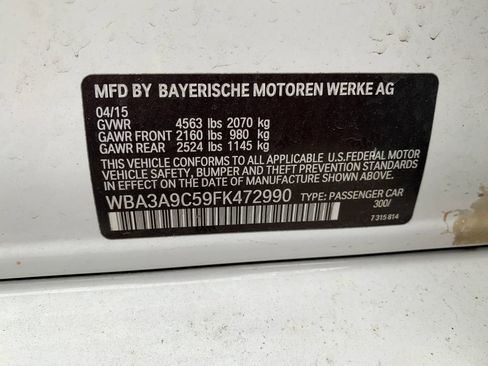 MFD BY BAYERISCHE MOTOREN WERKE AG
04/15
GVWR 4563 lbs 2070 kg
GAWR FRONT 2160 lbs 980 kg
GAWR REAR 2524 lbs 1145 kg
THIS VEHICLE CONFORMS TO ALL APPLICABLE U.S.FEDERAL MOTOR
VEHICLE SAFETY, BUMPER AND THEFT PREVENTION STANDARDS
IN EFFECT ON THE DATE OF MANUFACTURE SHOWN ABOVE.
WBA3A9C59FK472990 TYPE: PASSENGER CAR
300/
7 315 814